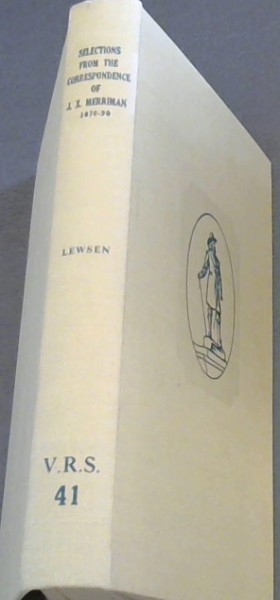 SELECTIONS
FROM THE
CORRESPONDENCE
OF
J. X. MERRIMAN
1870-90
LEWSEN
V.R.S.
41